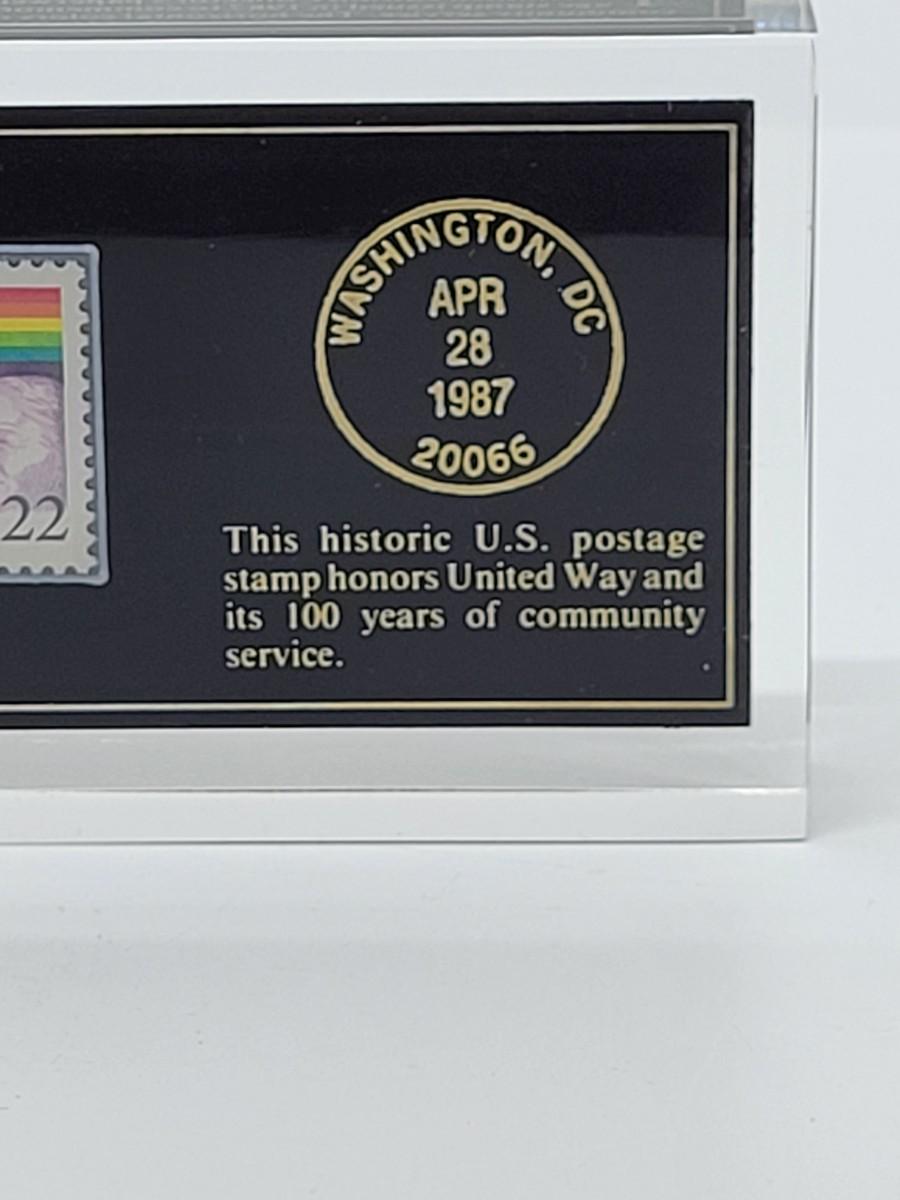 WASHINGTON, DC
APR
28
1987
20066
22
This historic U.S. postage
stamp honors United Way and
its 100 years of community
service.